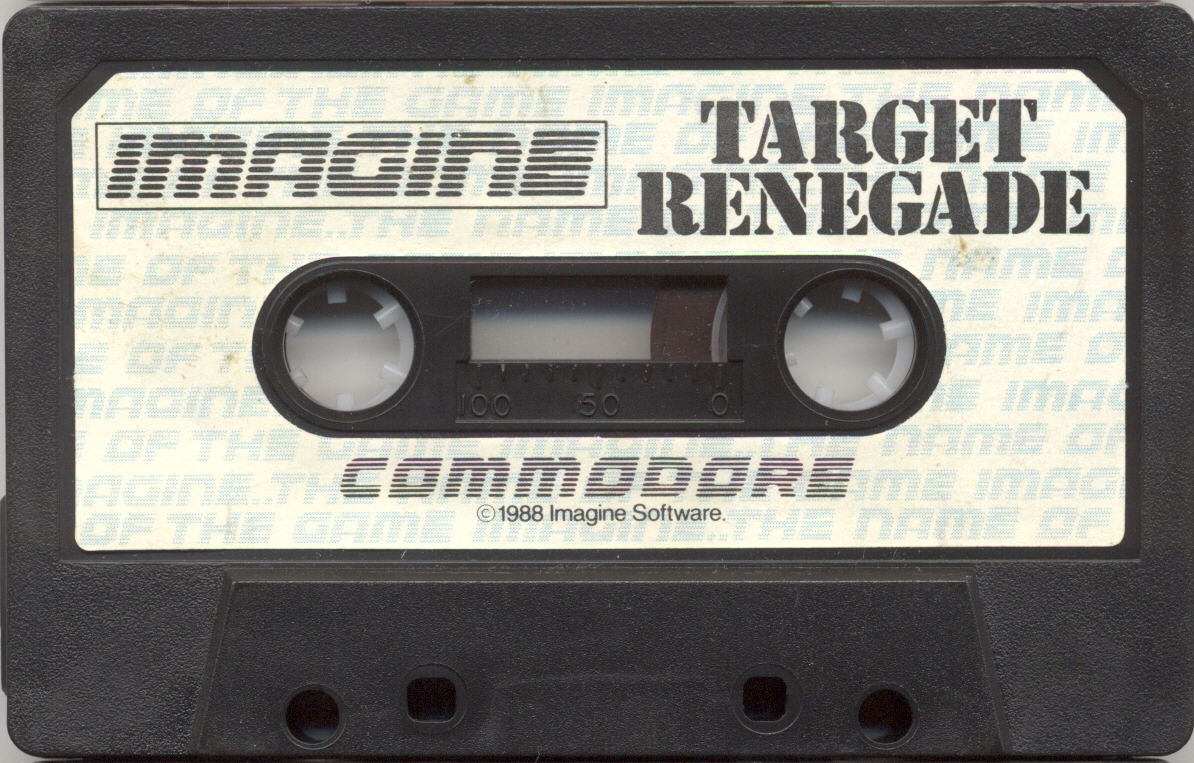 IMAGINE
TARGET
RENEGADE
100 50 0
COMMODORE
©1988 Imagine Software.